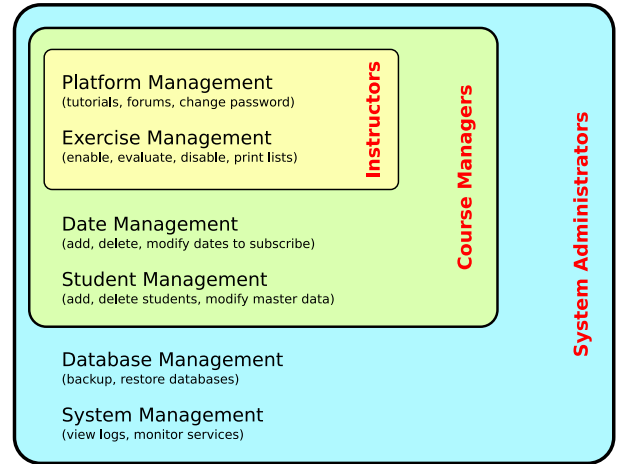 Platform Management
(tutorials, forums, change password)
Exercise Management
(enable, evaluate, disable, print lists)
Instructors
Date Management
(add, delete, modify dates to subscribe)
Student Management
(add, delete students, modify master data)
Course Managers
Database Management
(backup, restore databases)
System Management
(view logs, monitor services)
System Administrators